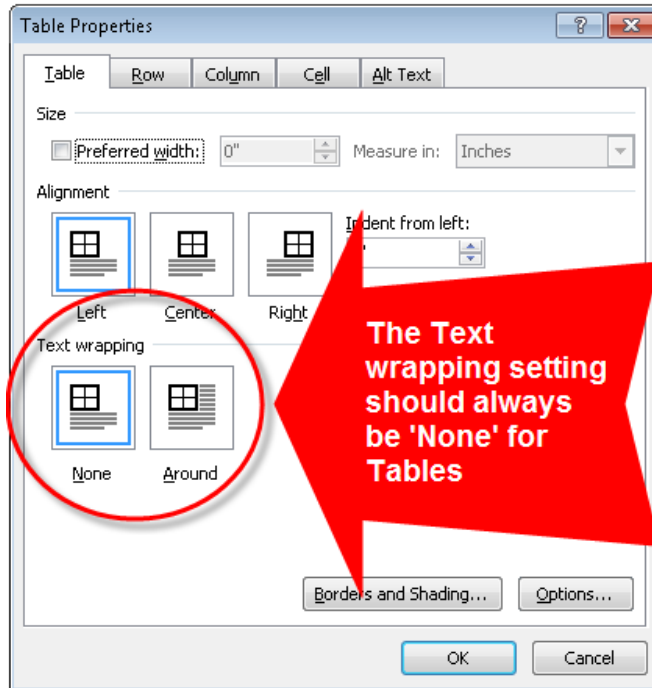 Table Properties
Table Row Column Cell Alt Text
Size
Preferred width: 0" Measure in: Inches
Alignment
Indent from left:
"
Left Center Right
Text wrapping
None Around
The Text
wrapping setting
should always
be 'None' for
Tables
Borders and Shading... Options...
OK Cancel